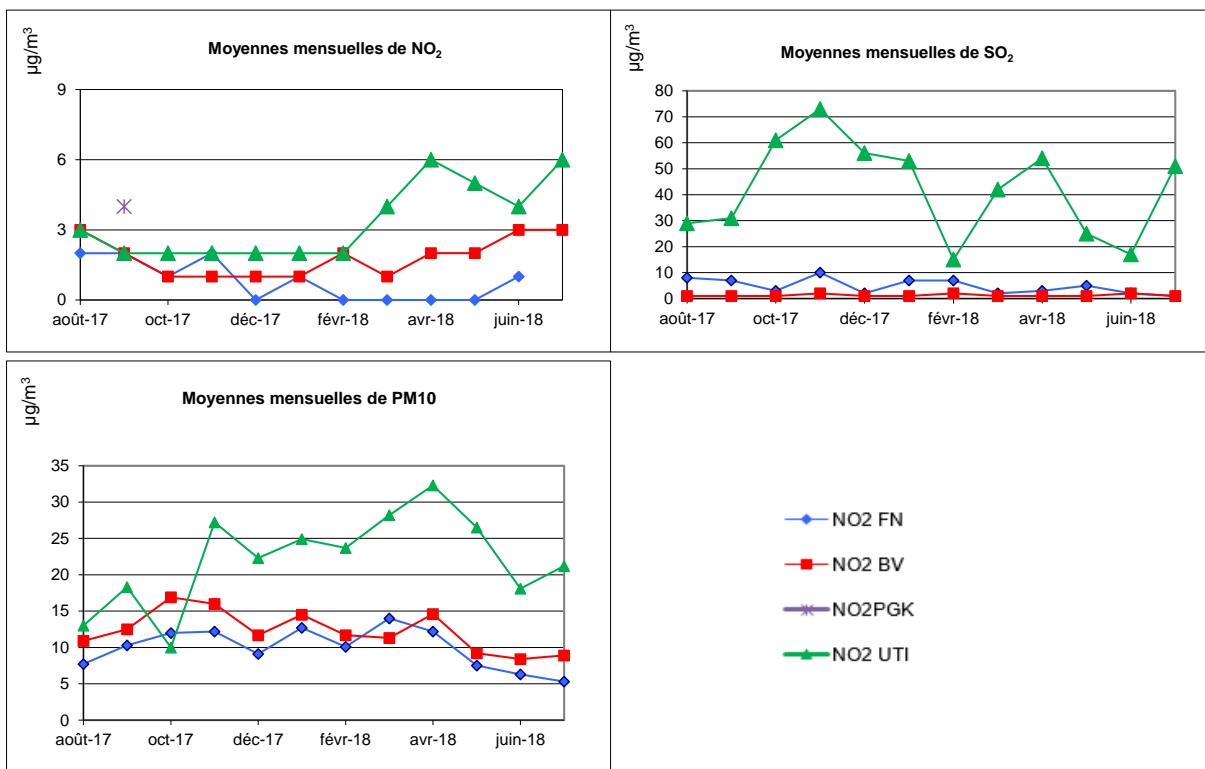 Moyennes mensuelles de NO₂
µg/m³
9
6
3
0
août-17 oct-17 déc-17 févr-18 avr-18 juin-18
Moyennes mensuelles de SO₂
µg/m³
80
70
60
50
40
30
20
10
0
août-17 oct-17 déc-17 févr-18 avr-18 juin-18
Moyennes mensuelles de PM10
µg/m³
35
30
25
20
15
10
5
0
août-17 oct-17 déc-17 févr-18 avr-18 juin-18
NO2 FN
NO2 BV
NO2PGK
NO2 UTI